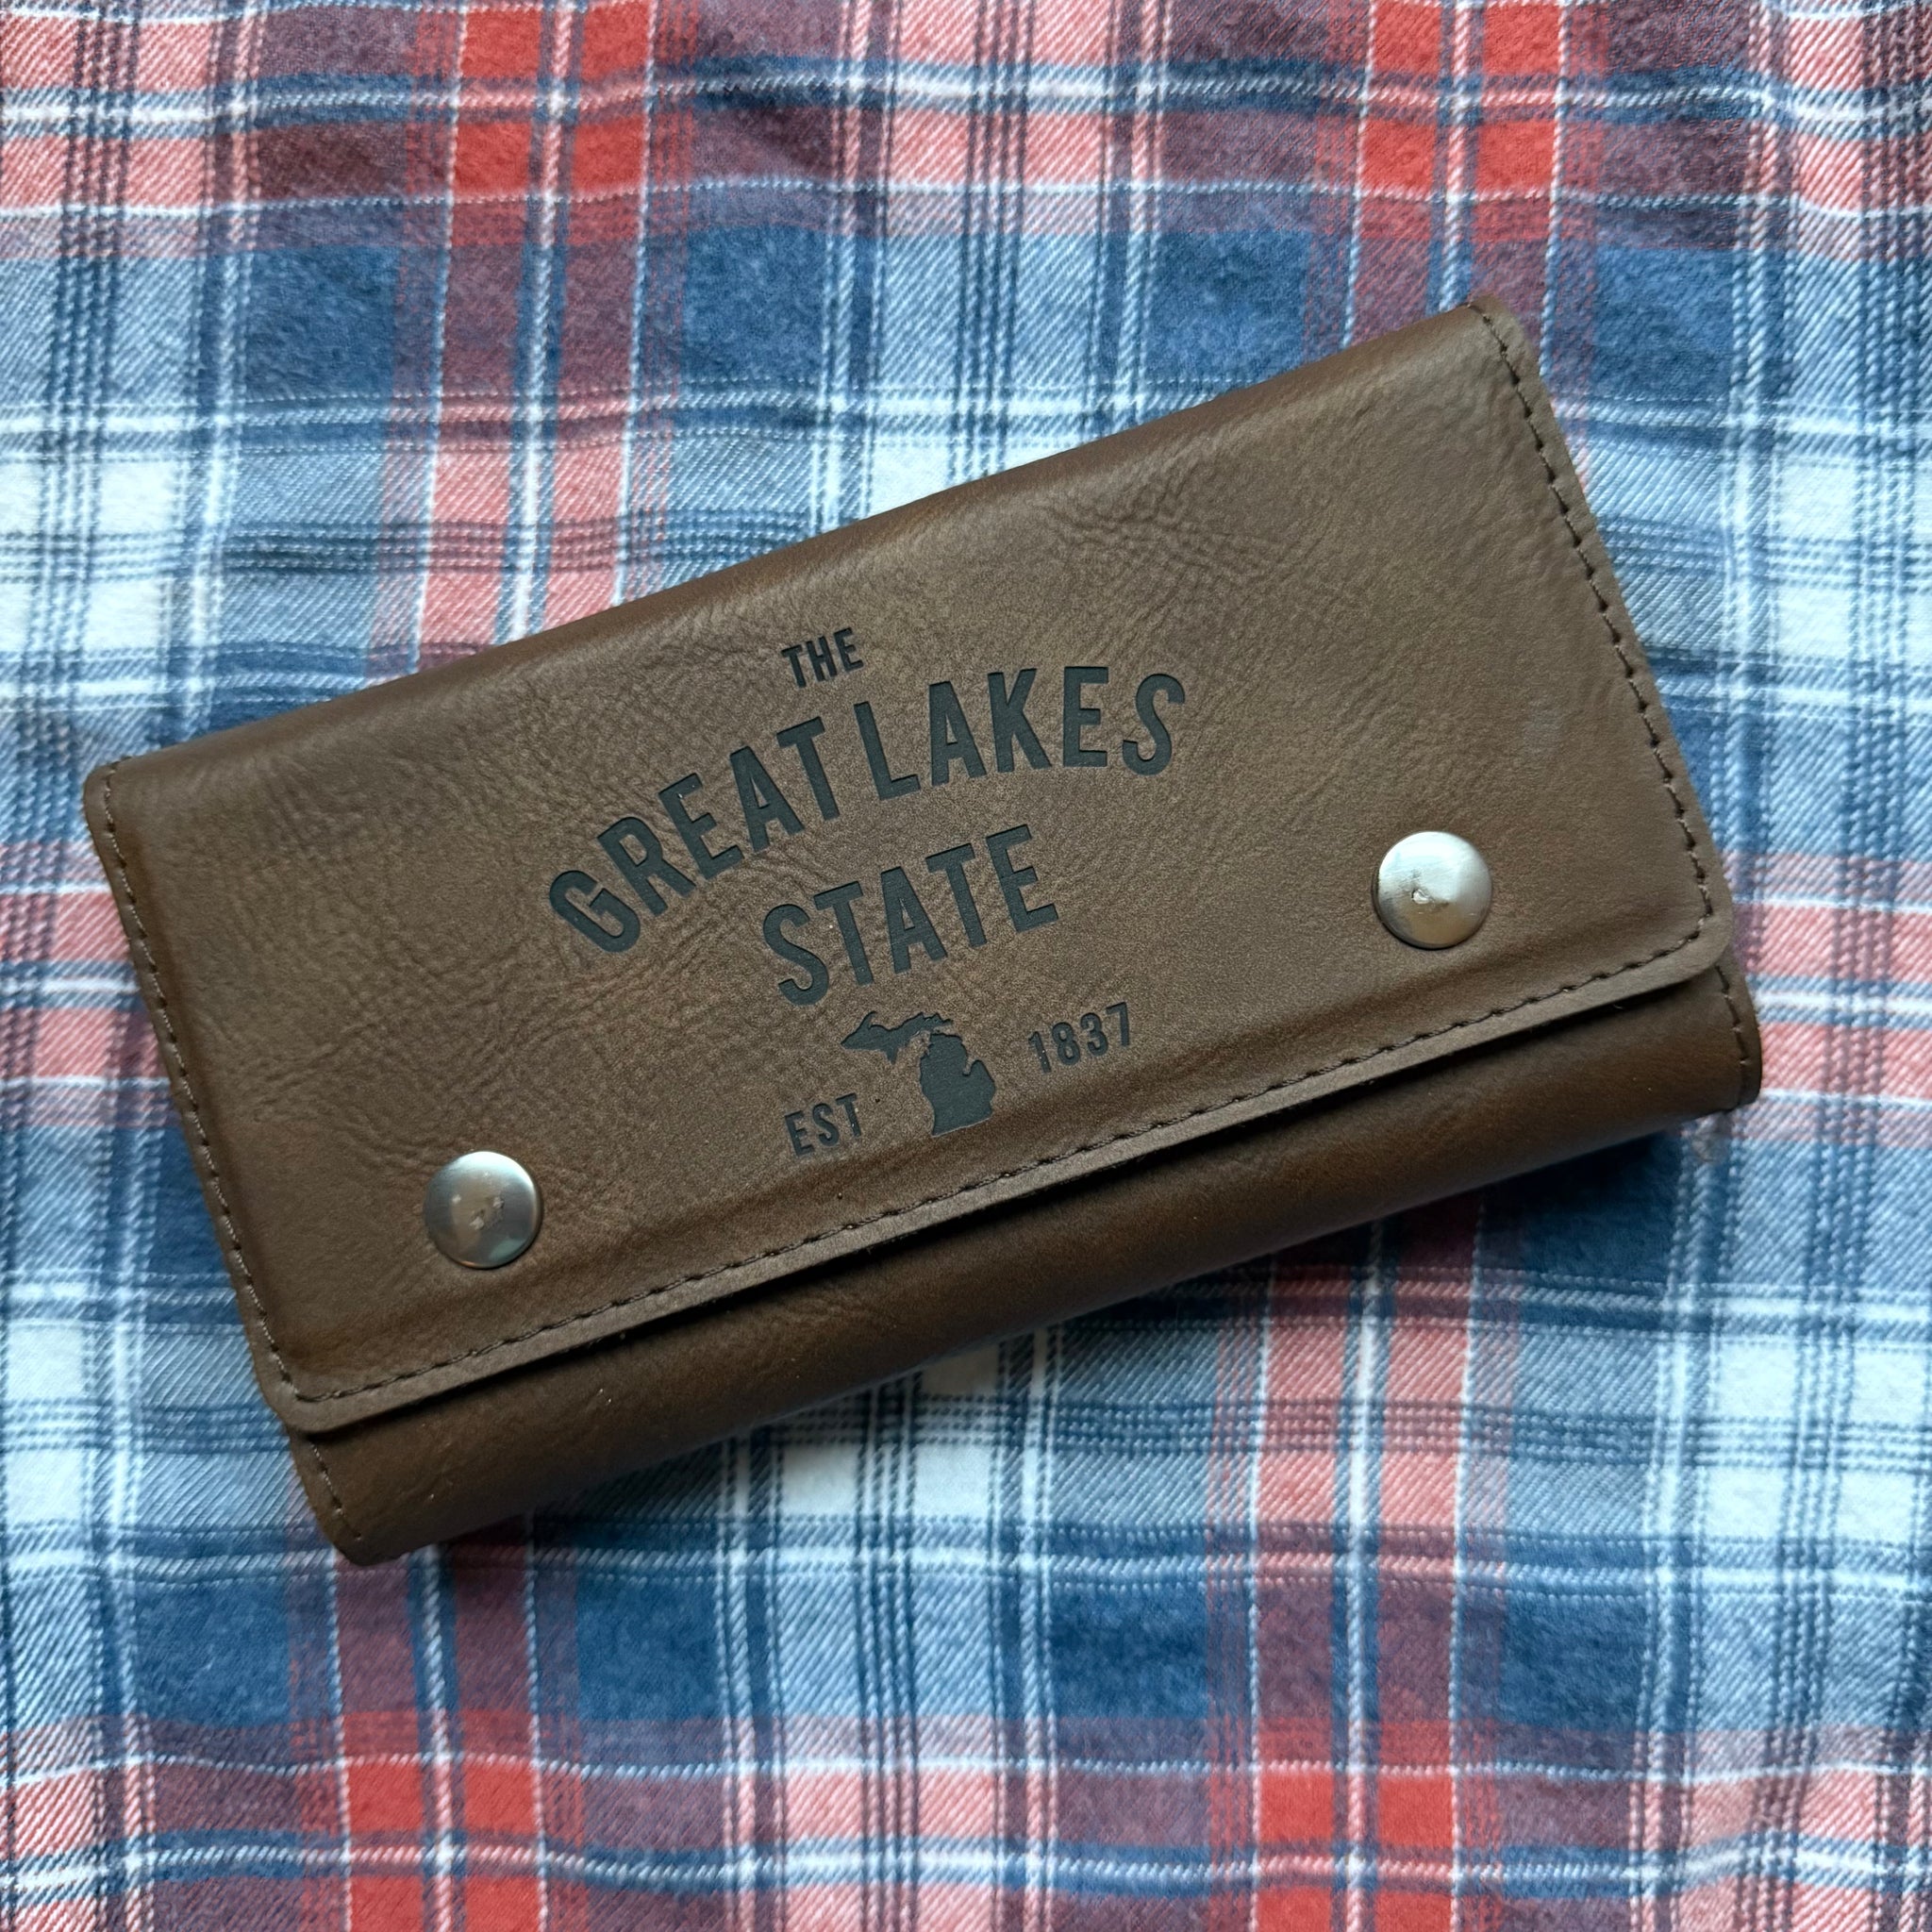 THE
GREAT LAKES
STATE
EST 1837